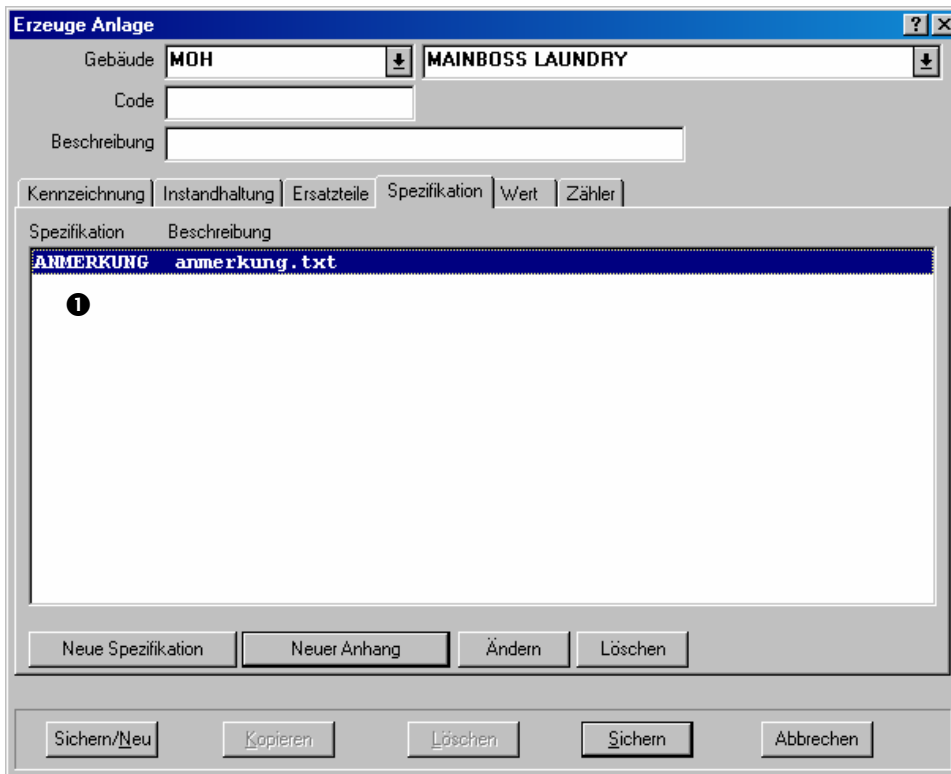 Erzeuge Anlage
Gebäude MOH MAINBOSS LAUNDRY
Code
Beschreibung
Kennzeichnung Instandhaltung Ersatzteile Spezifikation Wert Zähler
Spezifikation Beschreibung
ANMERKUNG anmerkung.txt
❶
Neue Spezifikation Neuer Anhang Ändern Löschen
Sichern/Neu Kopieren Löschen Sichern Abbrechen